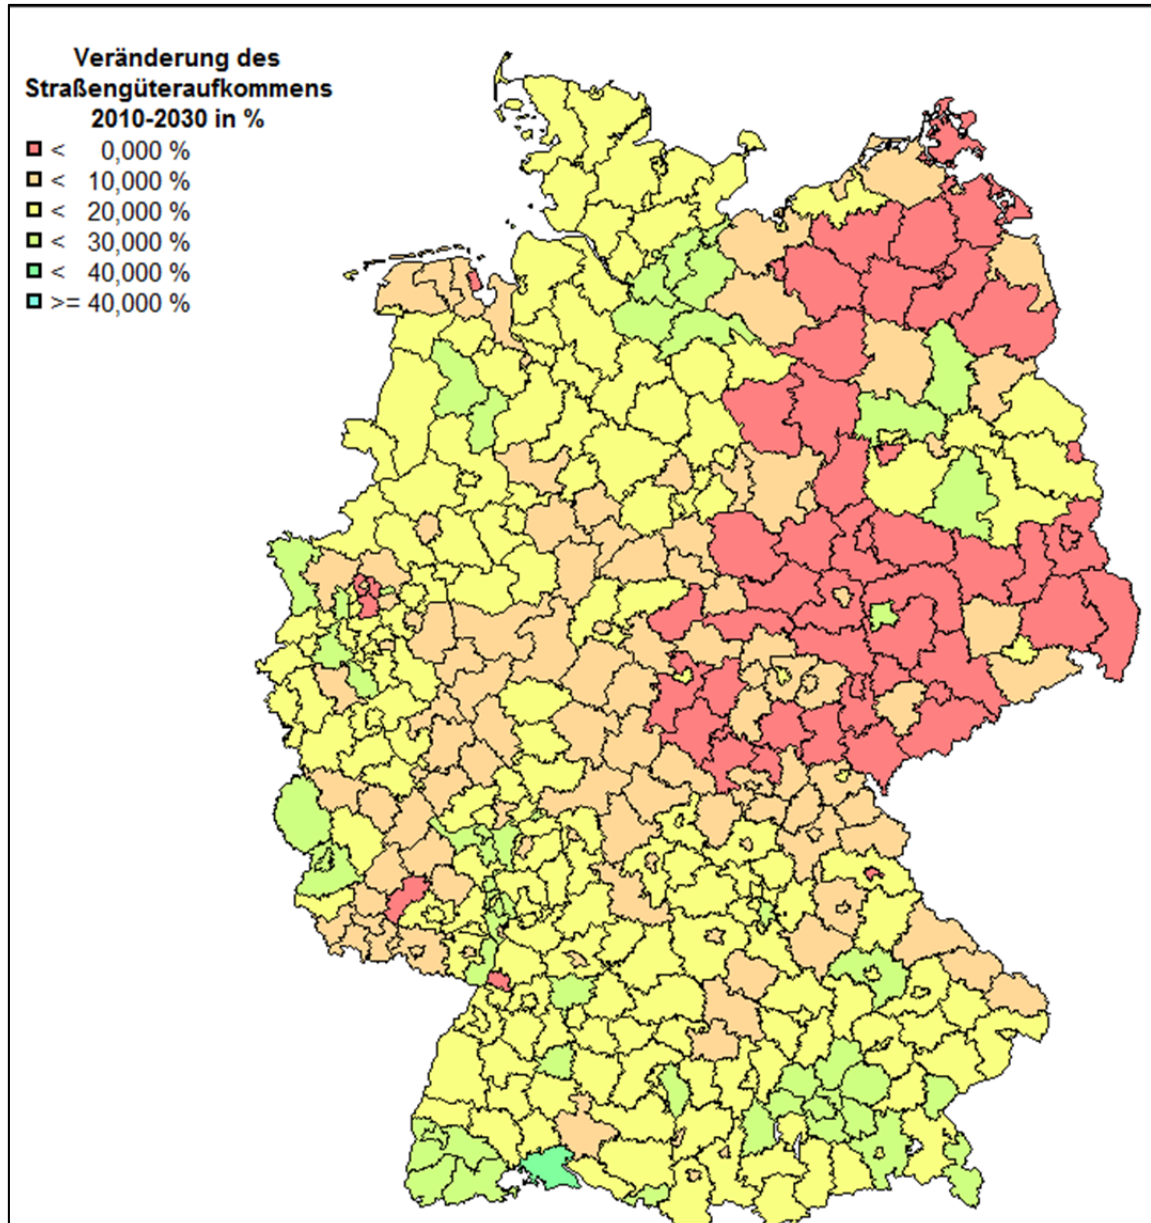 Veränderung des
Straßengüteraufkommens
2010-2030 in %
< 0,000 %
< 10,000 %
< 20,000 %
< 30,000 %
< 40,000 %
>= 40,000 %